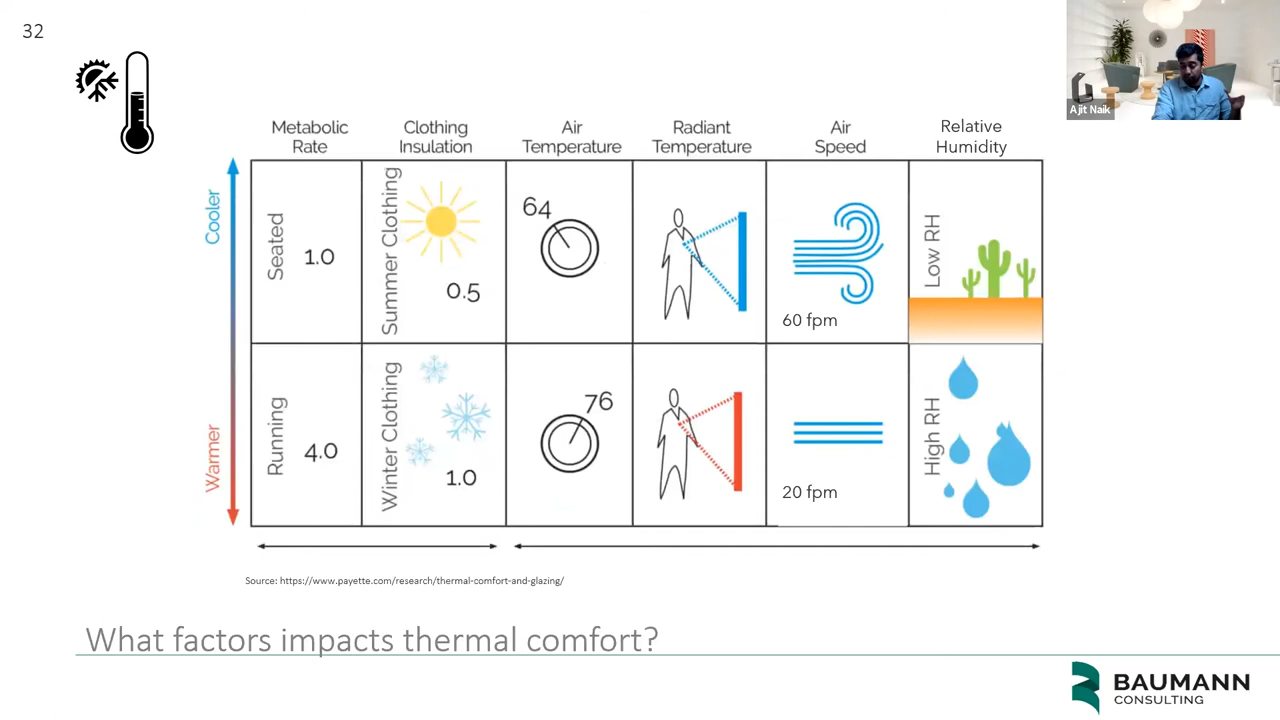 32
Ajit Naik
Metabolic
Rate
Clothing
Insulation
Air
Temperature
Radiant
Temperature
Air
Speed
Relative
Humidity
Cooler
Seated
1.0
Summer Clothing
0.5
64
60 fpm
Low RH
Warmer
Running
4.0
Winter Clothing
1.0
76
20 fpm
High RH
Source: https://www.payette.com/research/thermal-comfort-and-glazing/
What factors impacts thermal comfort?
BAUMANN
CONSULTING